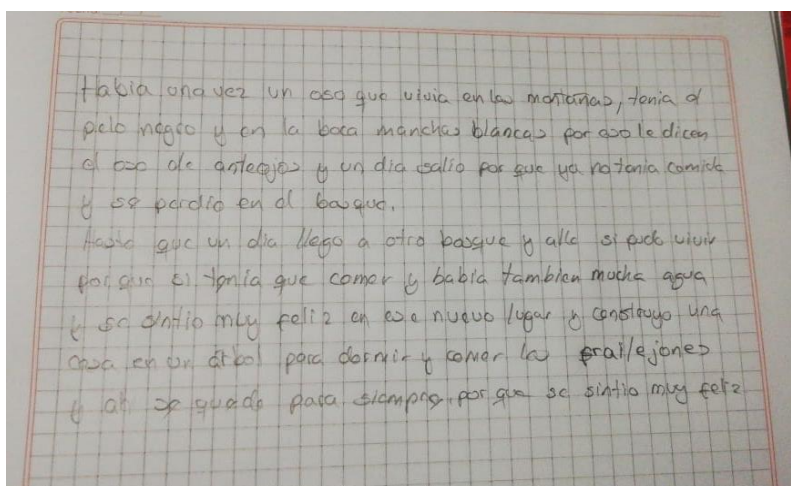 Habia una vez un oso que vivia en las montañas, tenia el
pelo negro y en la boca manchas blancas por eso le dicen
el oso de anteojos y un dia salio por que ya no tenia comida
y se perdio en el bosque.
Hasta que un dia llego a otro bosque y alla si pudo vivir
por que si tenia que comer y babia tambien mucha agua
y se sintio muy feliz en ese nuevo lugar y construyo una
casa en un árbol para dormir y comer los frailejones
y ahi se quedo para siempre, por que se sintio muy feliz